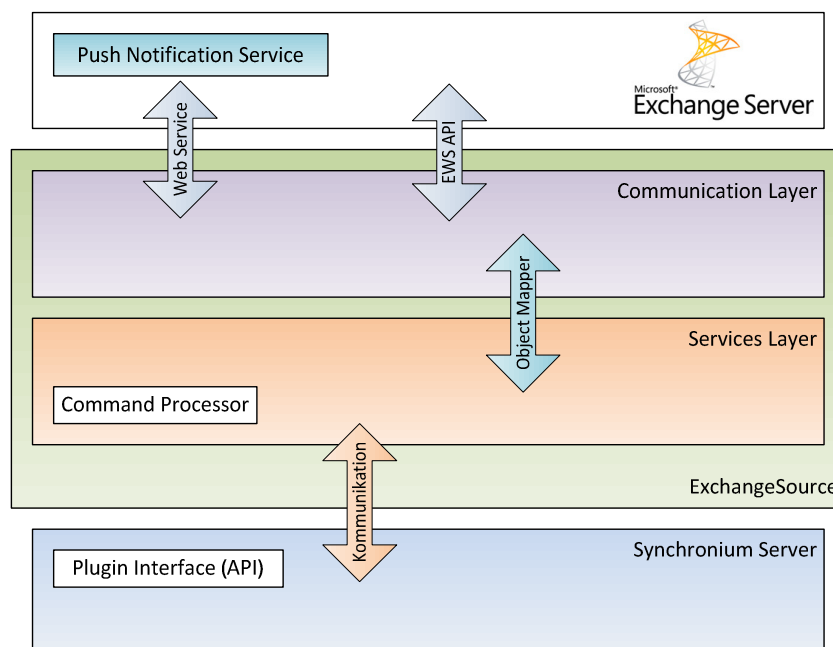 Push Notification Service
Microsoft®
Exchange Server
Web Service
EWS API
Communication Layer
Object Mapper
Services Layer
Command Processor
Kommunikation
ExchangeSource
Synchronium Server
Plugin Interface (API)